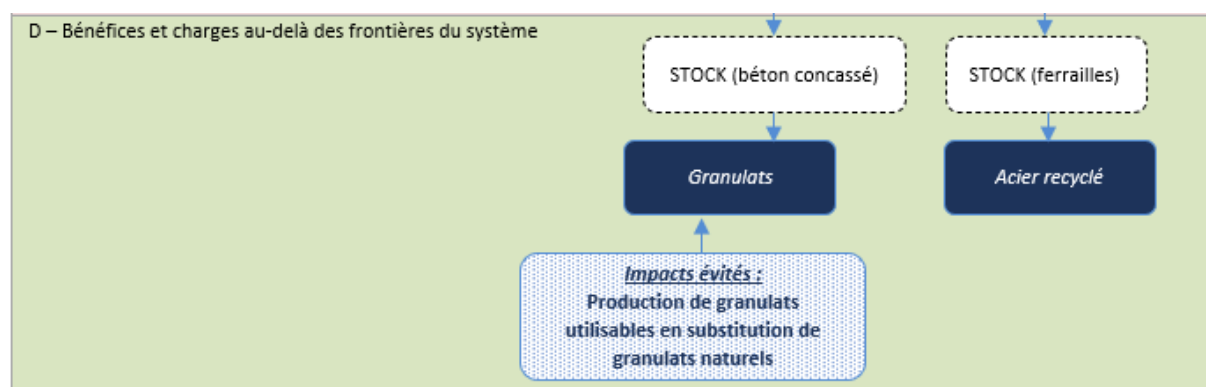 D – Bénéfices et charges au-delà des frontières du système
STOCK (béton concassé)
STOCK (ferrailles)
Granulats
Acier recyclé
Impacts évités :
Production de granulats
utilisables en substitution de
granulats naturels